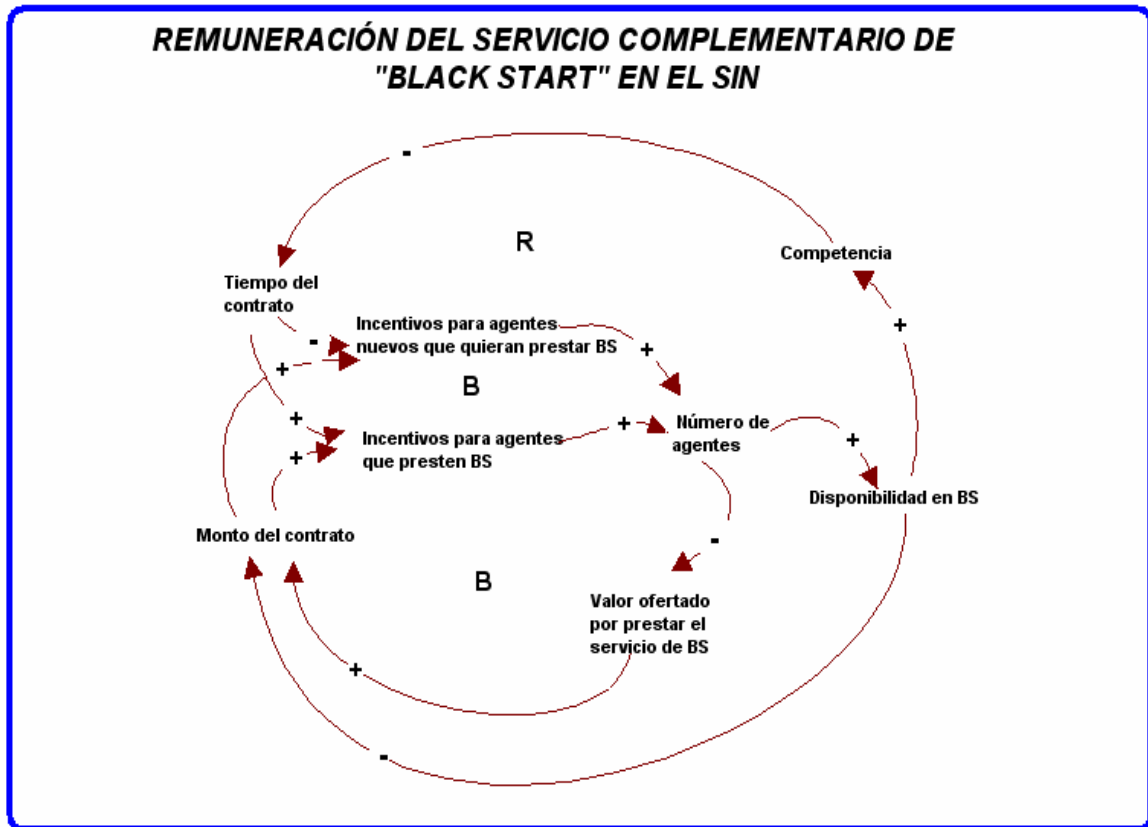 REMUNERACIÓN DEL SERVICIO COMPLEMENTARIO DE
"BLACK START" EN EL SIN
-
R
Competencia
Tiempo del
contrato
+
Incentivos para agentes
nuevos que quieran prestar BS
-
+
+
B
+
Número de
agentes
+
Incentivos para agentes
que presten BS
+
+
Disponibilidad en BS
Monto del contrato
-
B
Valor ofertado
por prestar el
servicio de BS
+
-